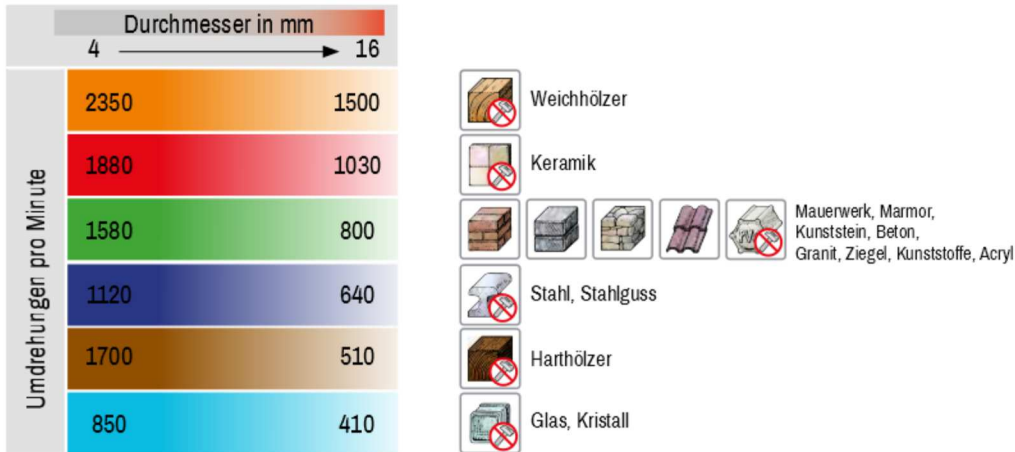 Durchmesser in mm
4 16
Umdrehungen pro Minute
2350 1500 Weichhölzer
1880 1030 Keramik
1580 800 Mauerwerk, Marmor,
Kunststein, Beton,
Granit, Ziegel, Kunststoffe, Acryl
1120 640 Stahl, Stahlguss
1700 510 Harthölzer
850 410 Glas, Kristall